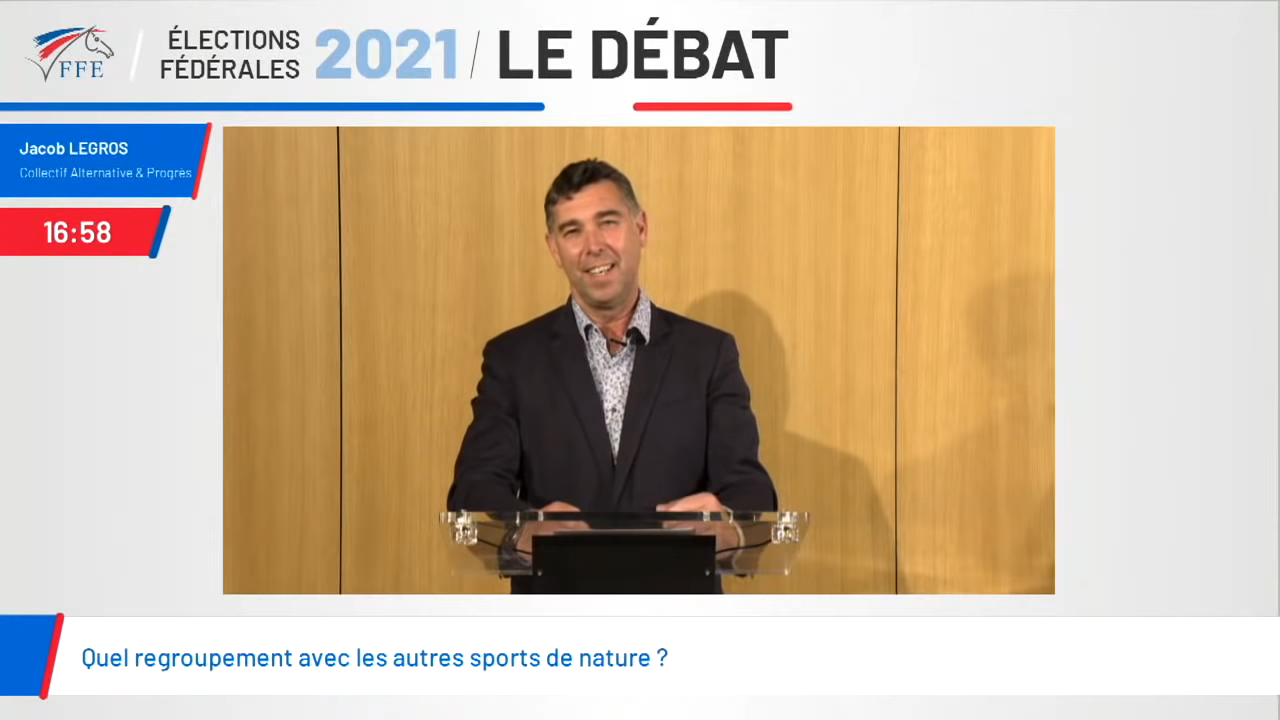 FFE
ÉLECTIONS
FÉDÉRALES
2021 / LE DÉBAT
Jacob LEGROS
Collectif Alternative & Progrès
16:58
Quel regroupement avec les autres sports de nature ?